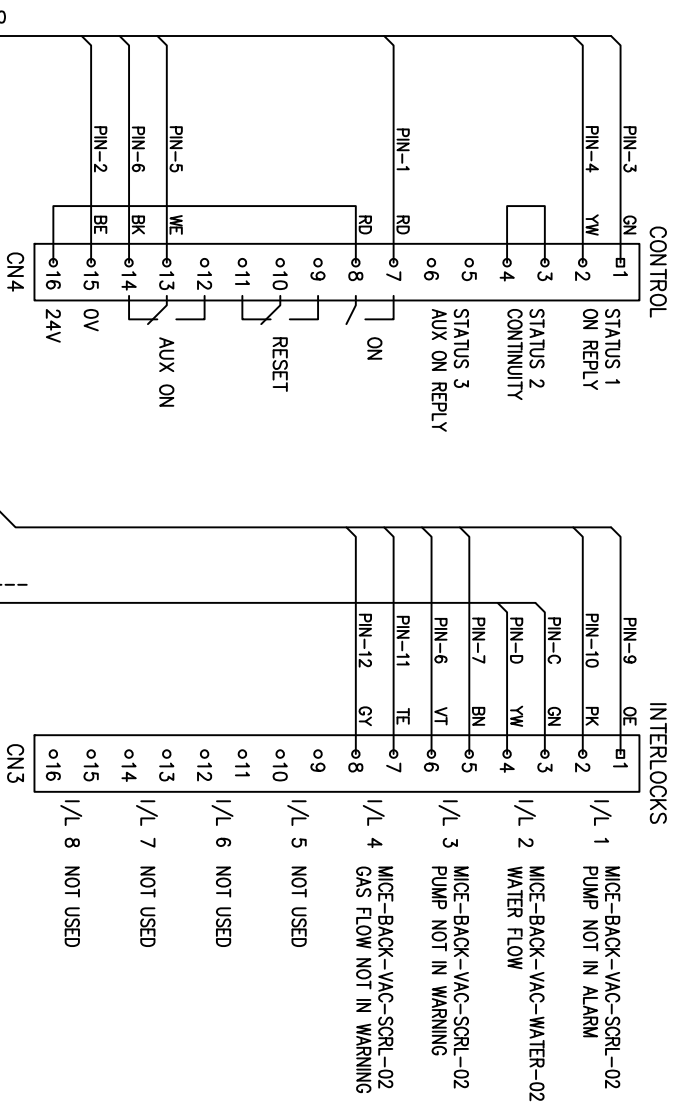 CONTROL
PIN-3 GN 1 STATUS 1
PIN-4 YW 2 ON REPLY
3 STATUS 2
4 CONTINUITY
5 STATUS 3
6 AUX ON REPLY
PIN-1 RD 7
ON
RD 8
9
10 RESET
11
12
PIN-5 WE 13 AUX ON
PIN-6 BK 14
PIN-2 BE 15 0V
16 24V
CN4
INTERLOCKS
PIN-9 OE 1 I/L 1 MICE-BACK-VAC-SCRL-02
PIN-10 PK 2 PUMP NOT IN ALARM
PIN-C GN 3 I/L 2 MICE-BACK-VAC-WATER-02
PIN-D YW 4 WATER FLOW
PIN-7 BN 5 I/L 3 MICE-BACK-VAC-SCRL-02
PIN-6 VT 6 PUMP NOT IN WARNING
PIN-11 TE 7 I/L 4 MICE-BACK-VAC-SCRL-02
PIN-12 GY 8 GAS FLOW NOT IN WARNING
9
10 I/L 5 NOT USED
11
12 I/L 6 NOT USED
13
14 I/L 7 NOT USED
15
16 I/L 8 NOT USED
CN3